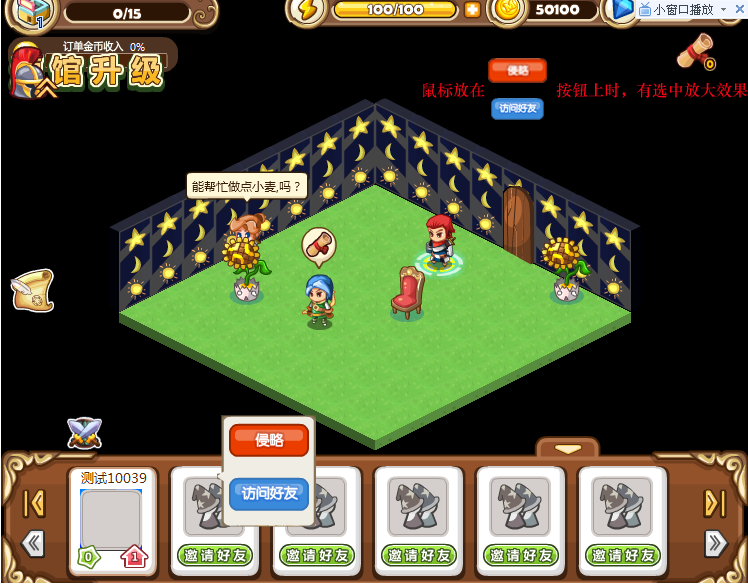 0/15
100/100
50100
小窗口播放
1
订单金币收入 0%
馆升级
0
侵略
鼠标放在
按钮上时，有选中放大效果
访问好友
能帮忙做点小麦,吗？
侵略
访问好友
测试10039
0
1
邀请好友
邀请好友
邀请好友
邀请好友
邀请好友